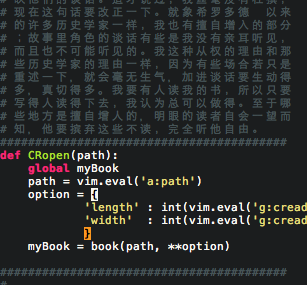 # 现在这句话要改正一下。就象希罗多德 以来
# 的许多历史学家一样，我也有擅自增人的部分
# ；故事里角色的谈话有些是我没有亲耳听见，
# 而且也不可能听见的。我这种人权的理由和那
# 些历史学家的理由一样，因为有些场合若只是
# 重述一下，就会毫无生气，加进谈话要生动得
# 多，真切得多。我要有人读我的书，所以只要
# 写得人读得下去，我认为总可以做得。至于哪
# 些地方是擅自增人的，明眼的读者自会一望而
# 知，他要摈弃这些不读，完全听他自由。
######################################
def CRopen(path):
    global myBook
    path = vim.eval('a:path')
    option = {
            'length' : int(vim.eval('g:cread
            'width'  : int(vim.eval('g:cread
            }
    myBook = book(path, **option)
######################################